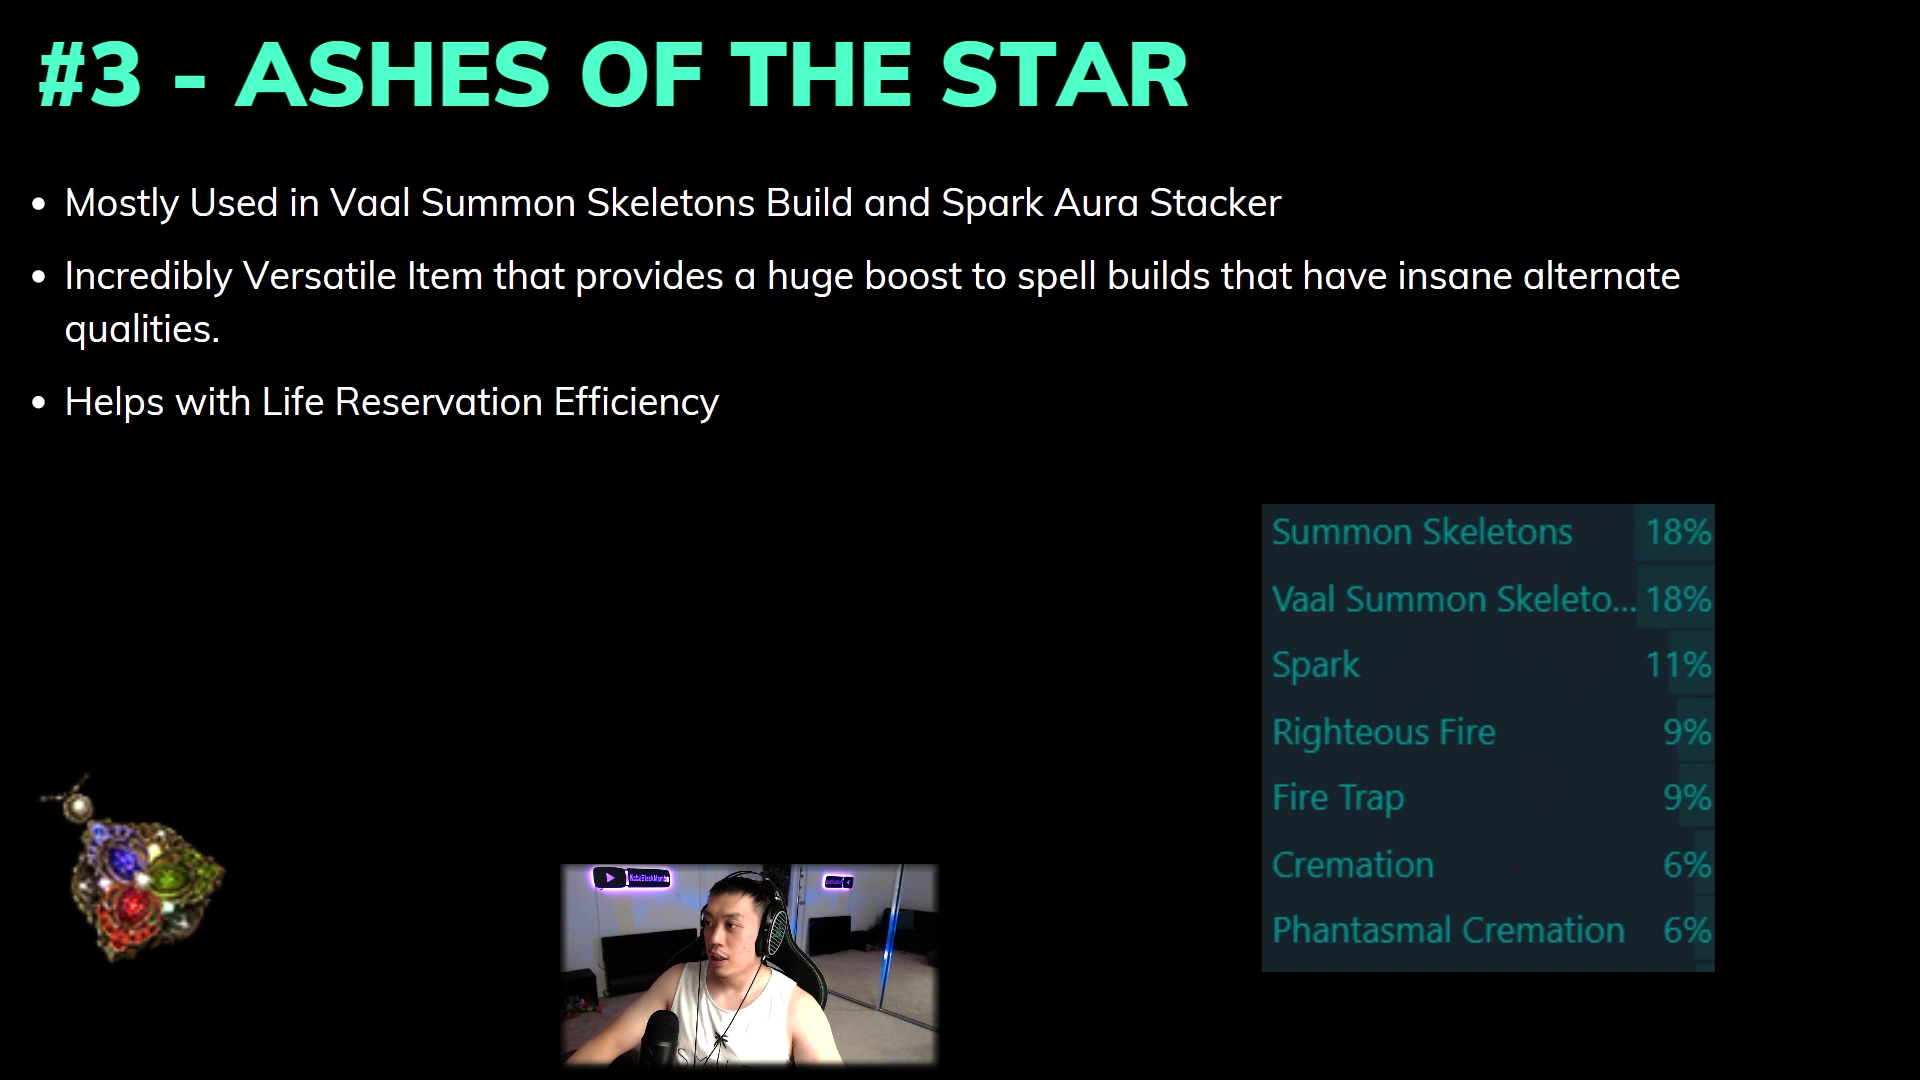 #3 - ASHES OF THE STAR
• Mostly Used in Vaal Summon Skeletons Build and Spark Aura Stacker
• Incredibly Versatile Item that provides a huge boost to spell builds that have insane alternate
qualities.
• Helps with Life Reservation Efficiency
Summon Skeletons 18%
Vaal Summon Skeleto... 18%
Spark 11%
Righteous Fire 9%
Fire Trap 9%
Cremation 6%
Phantasmal Cremation 6%